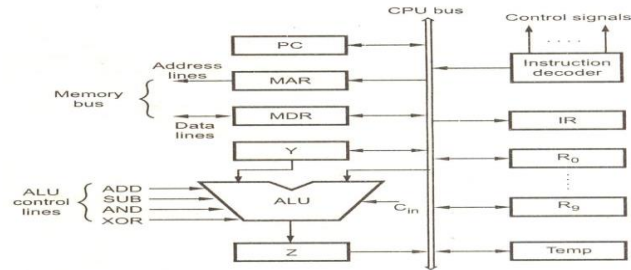 CPU bus
Control signals
PC
Address
lines
MAR
Instruction
decoder
Memory
bus
MDR
Data
lines
IR
Y
R0
ALU
control
lines
ADD
SUB
AND
XOR
ALU
Cin
R9
Z
Temp